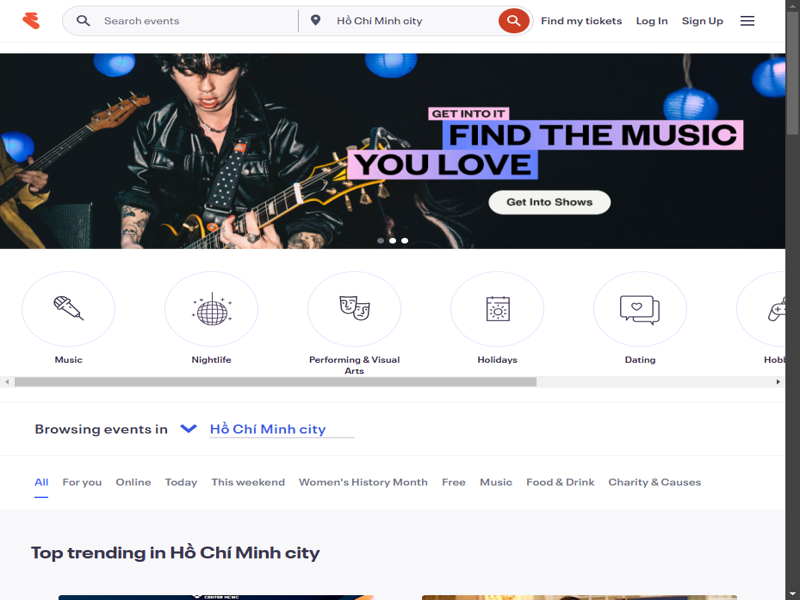 Search events
Hồ Chí Minh city
Find my tickets
Log In
Sign Up
GET INTO IT
FIND THE MUSIC
YOU LOVE
Get Into Shows
Music
Nightlife
Performing & Visual
Arts
Holidays
Dating
Hobb
Browsing events in
Hồ Chí Minh city
All
For you
Online
Today
This weekend
Women's History Month
Free
Music
Food & Drink
Charity & Causes
Top trending in Hồ Chí Minh city
CENTER HCMC